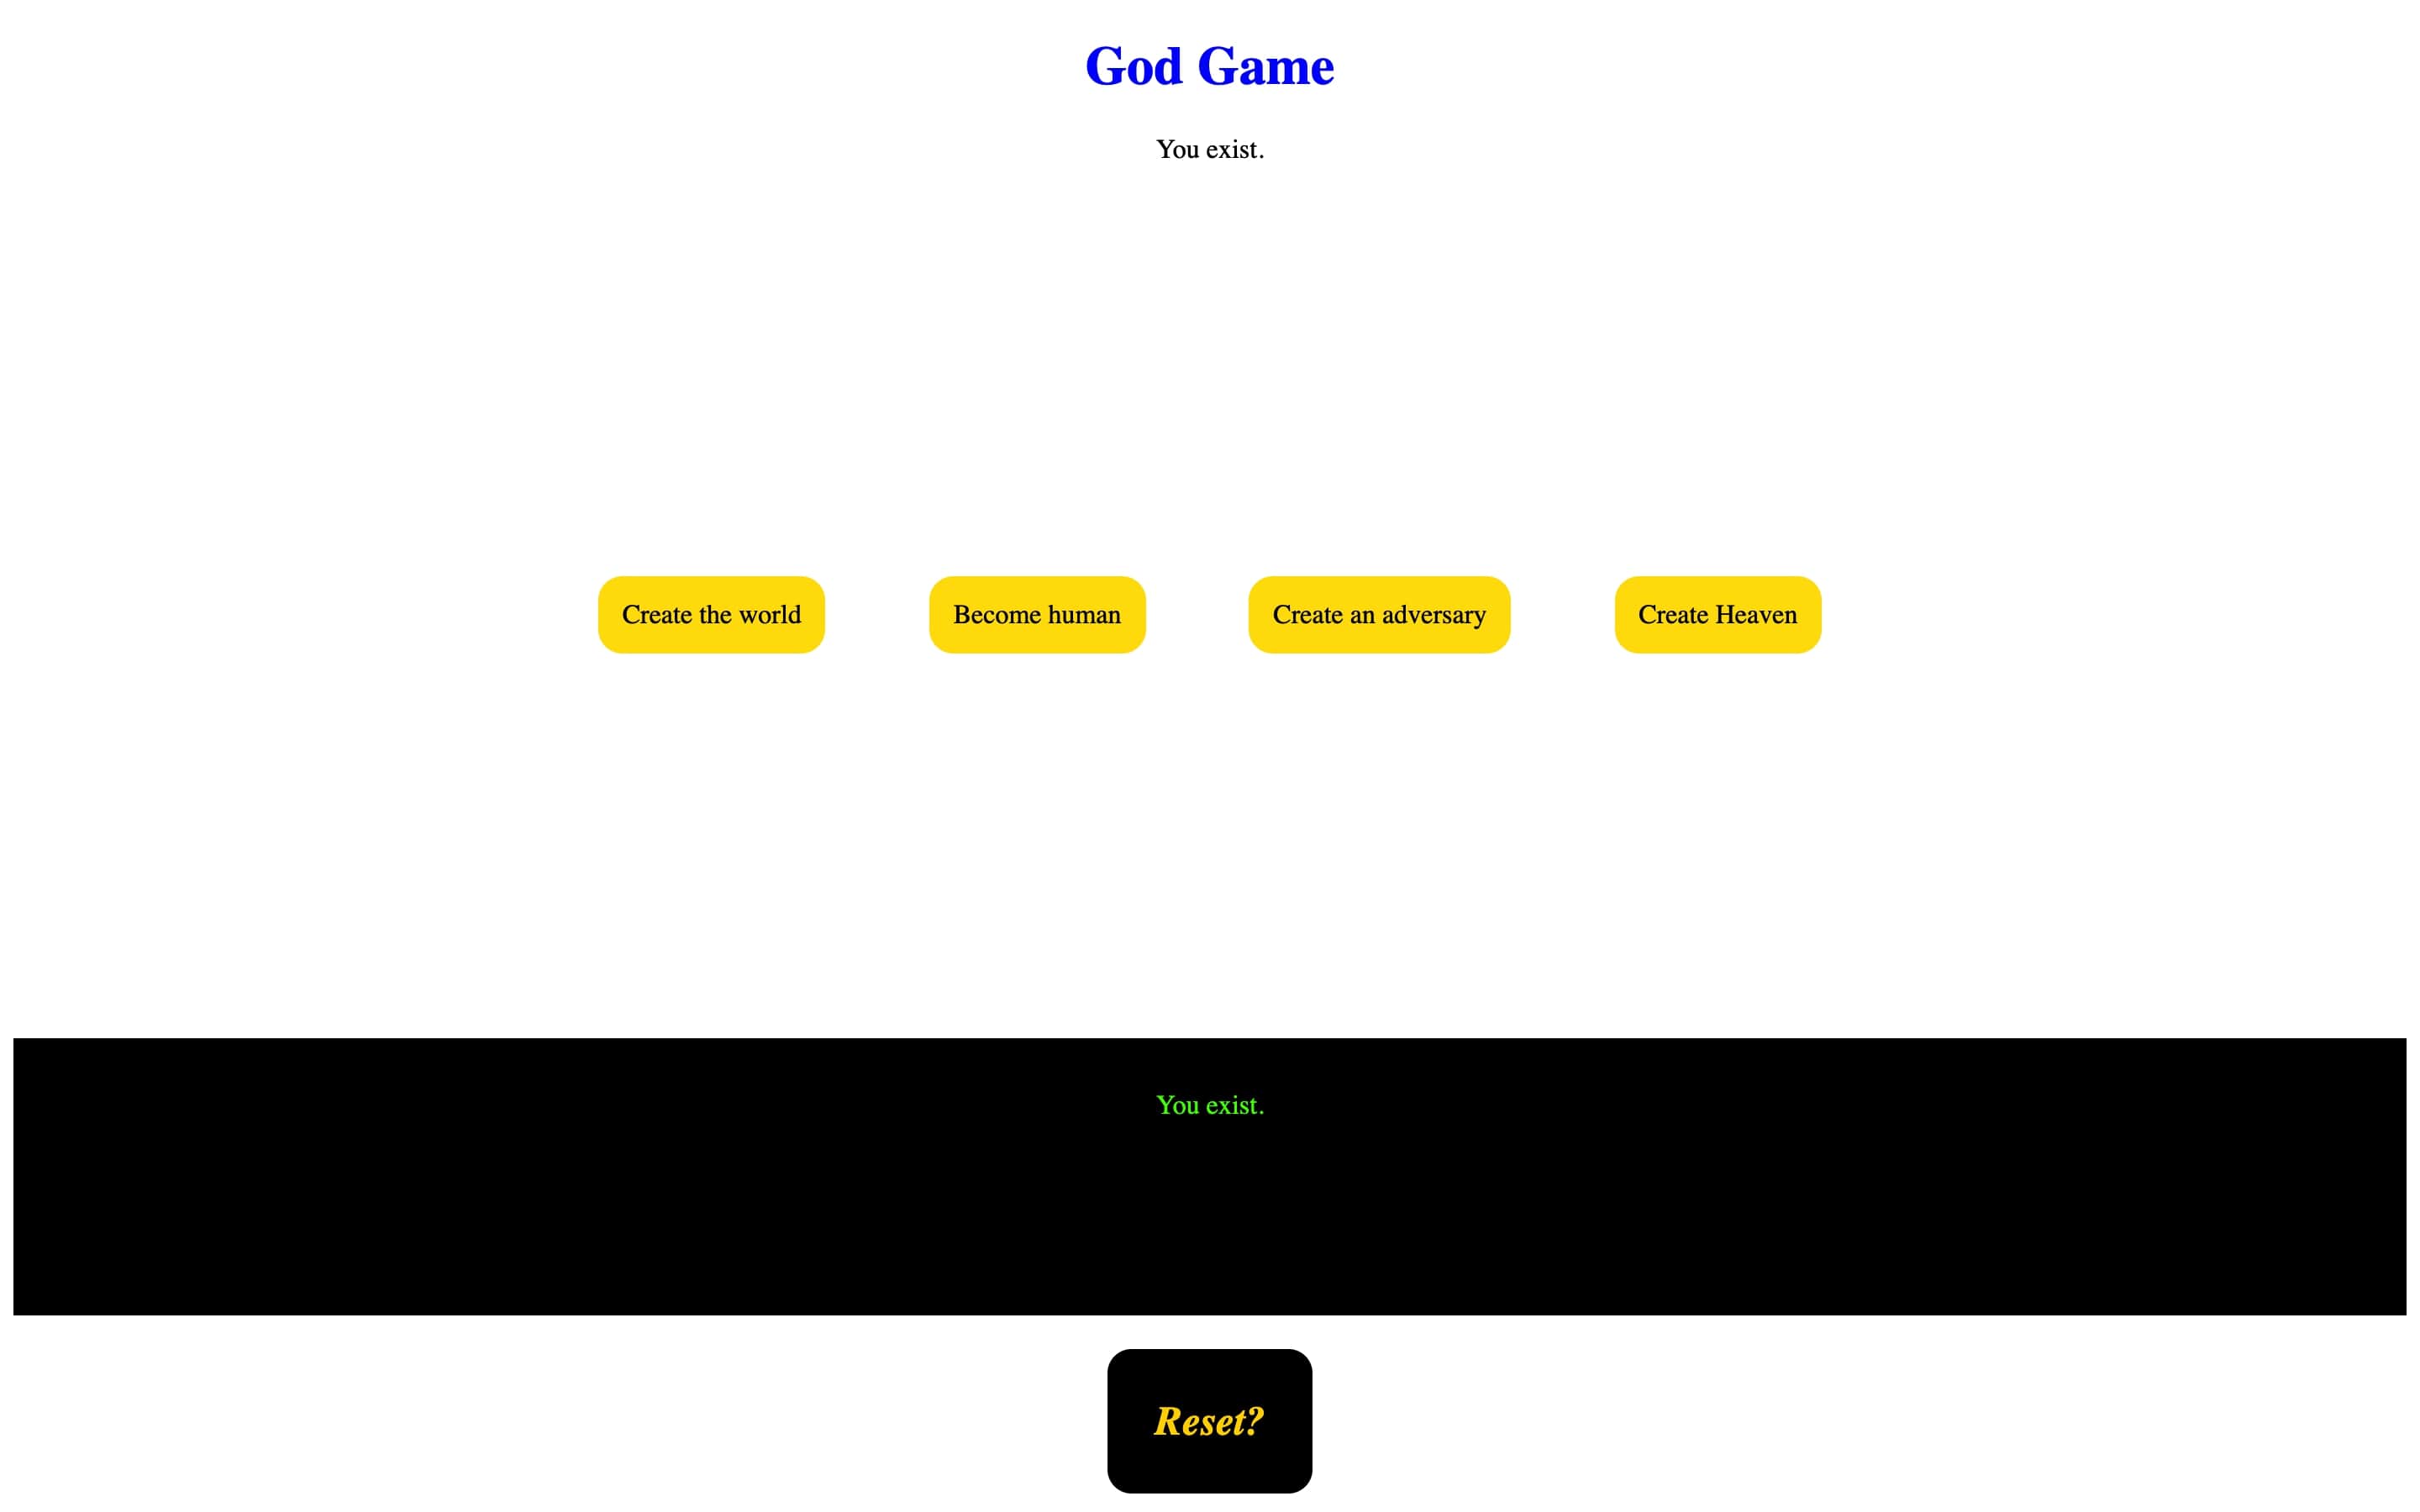 God Game
You exist.
Create the world
Become human
Create an adversary
Create Heaven
You exist.
Reset?